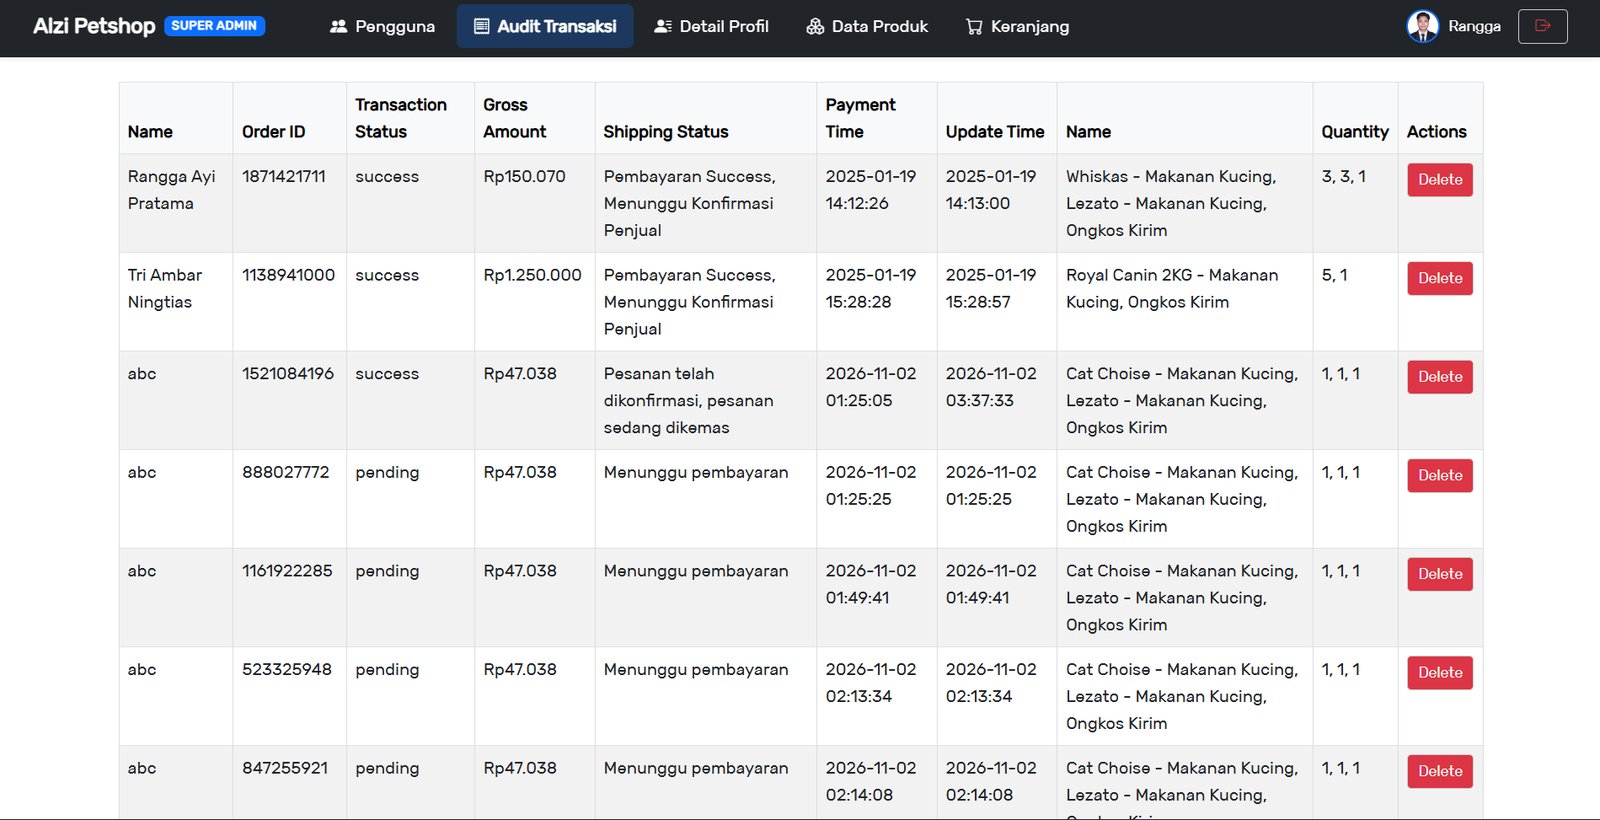 Alzi Petshop SUPER ADMIN Pengguna Audit Transaksi Detail Profil Data Produk Keranjang Rangga
Name Order ID Transaction Status Gross Amount Shipping Status Payment Time Update Time Name Quantity Actions
Rangga Ayi Pratama 1871421711 success Rp150.070 Pembayaran Success, Menunggu Konfirmasi Penjual 2025-01-19 14:12:26 2025-01-19 14:13:00 Whiskas - Makanan Kucing, Lezato - Makanan Kucing, Ongkos Kirim 3, 3, 1 Delete
Tri Ambar Ningtias 1138941000 success Rp1.250.000 Pembayaran Success, Menunggu Konfirmasi Penjual 2025-01-19 15:28:28 2025-01-19 15:28:57 Royal Canin 2KG - Makanan Kucing, Ongkos Kirim 5, 1 Delete
abc 1521084196 success Rp47.038 Pesanan telah dikonfirmasi, pesanan sedang dikemas 2026-11-02 01:25:05 2026-11-02 03:37:33 Cat Choise - Makanan Kucing, Lezato - Makanan Kucing, Ongkos Kirim 1, 1, 1 Delete
abc 888027772 pending Rp47.038 Menunggu pembayaran 2026-11-02 01:25:25 2026-11-02 01:25:25 Cat Choise - Makanan Kucing, Lezato - Makanan Kucing, Ongkos Kirim 1, 1, 1 Delete
abc 1161922285 pending Rp47.038 Menunggu pembayaran 2026-11-02 01:49:41 2026-11-02 01:49:41 Cat Choise - Makanan Kucing, Lezato - Makanan Kucing, Ongkos Kirim 1, 1, 1 Delete
abc 523325948 pending Rp47.038 Menunggu pembayaran 2026-11-02 02:13:34 2026-11-02 02:13:34 Cat Choise - Makanan Kucing, Lezato - Makanan Kucing, Ongkos Kirim 1, 1, 1 Delete
abc 847255921 pending Rp47.038 Menunggu pembayaran 2026-11-02 02:14:08 2026-11-02 02:14:08 Cat Choise - Makanan Kucing, Lezato - Makanan Kucing, 1, 1, 1 Delete